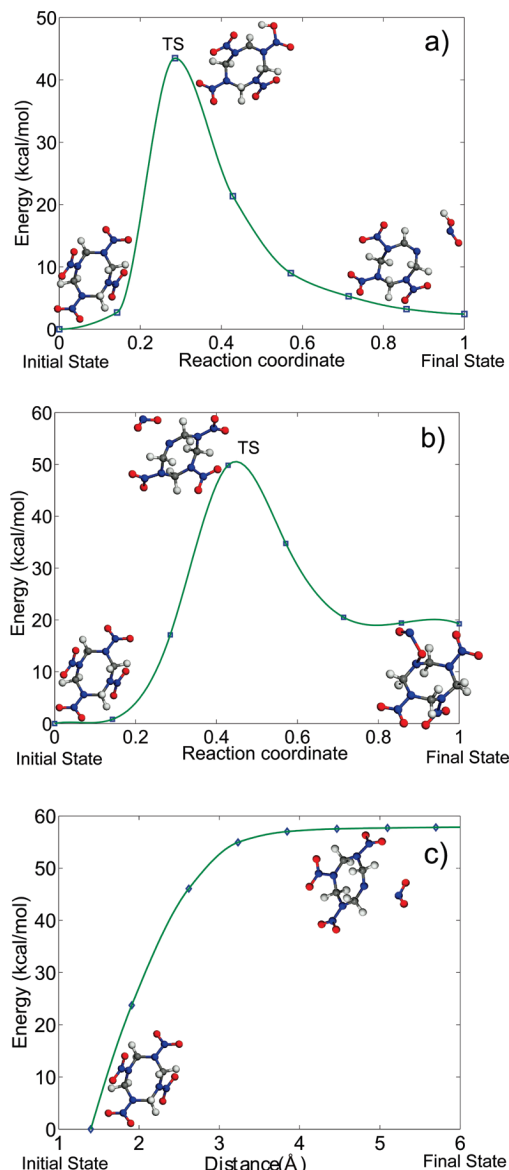 a)
TS
50
40
30
20
10
0
Energy (kcal/mol)
0 0.2 0.4 0.6 0.8 1
Initial State Reaction coordinate Final State
b)
TS
60
50
40
30
20
10
0
Energy (kcal/mol)
0 0.2 0.4 0.6 0.8 1
Initial State Reaction coordinate Final State
c)
60
50
40
30
20
10
0
Energy (kcal/mol)
1 2 3 4 5 6
Initial State Distance(Å) Final State